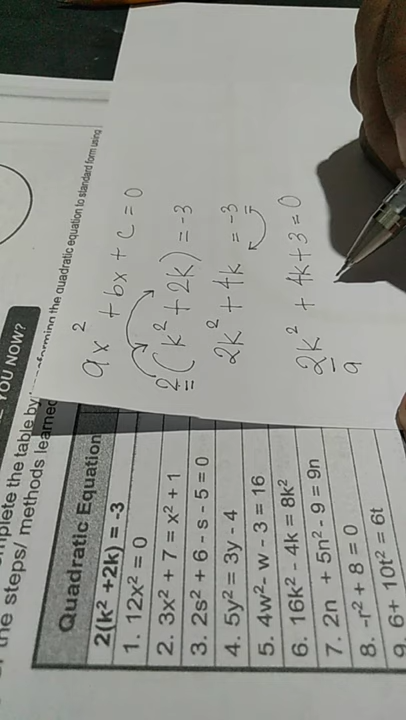 YOU NOW?
plete the table by
forming the quadratic equation to standard form using
the steps/ methods learned
Quadratic Equation
2(k² +2k) = -3
1. 12x² = 0
2. 3x² + 7 = x² + 1
3. 2s² + 6 - s - 5 = 0
4. 5y² = 3y - 4
5. 4w² - w - 3 = 16
6. 16k² - 4k = 8k²
7. 2n + 5n² - 9 = 9n
8. -r² + 8 = 0
9. 6+ 10t² = 6t
ax² + bx + c = 0
2(k² + 2k) = -3
2k² + 4k = -3
2k² + 4k + 3 = 0
a